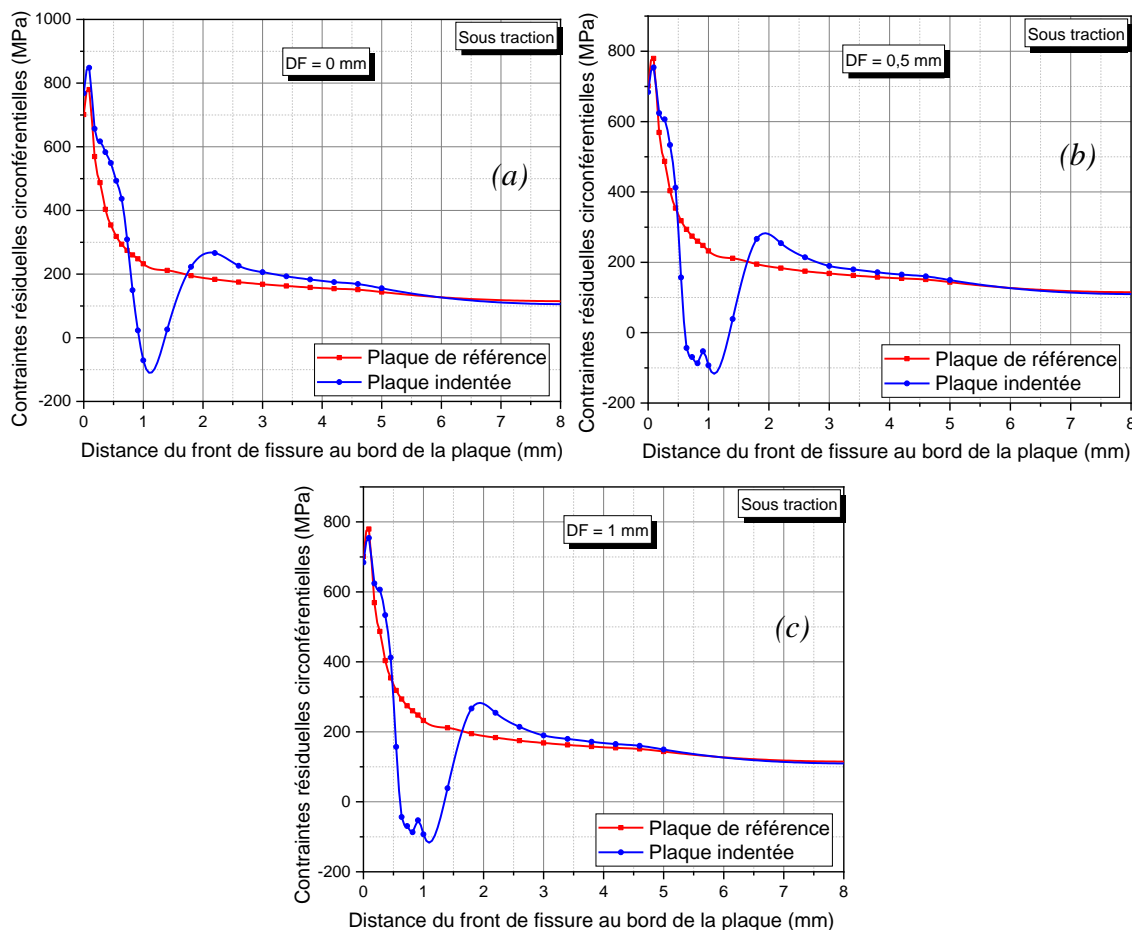 Contraintes résiduelles circonférentielles (MPa)
1000
800
600
400
200
0
-200
DF = 0 mm
Sous traction
(a)
Plaque de référence
Plaque indentée
0 1 2 3 4 5 6 7 8
Distance du front de fissure au bord de la plaque (mm)
Contraintes résiduelles circonférentielles (MPa)
800
600
400
200
0
-200
DF = 0,5 mm
Sous traction
(b)
Plaque de référence
Plaque indentée
0 1 2 3 4 5 6 7 8
Distance du front de fissure au bord de la plaque (mm)
Contraintes résiduelles circonférentielles (MPa)
800
600
400
200
0
-200
DF = 1 mm
Sous traction
(c)
Plaque de référence
Plaque indentée
0 1 2 3 4 5 6 7 8
Distance du front de fissure au bord de la plaque (mm)